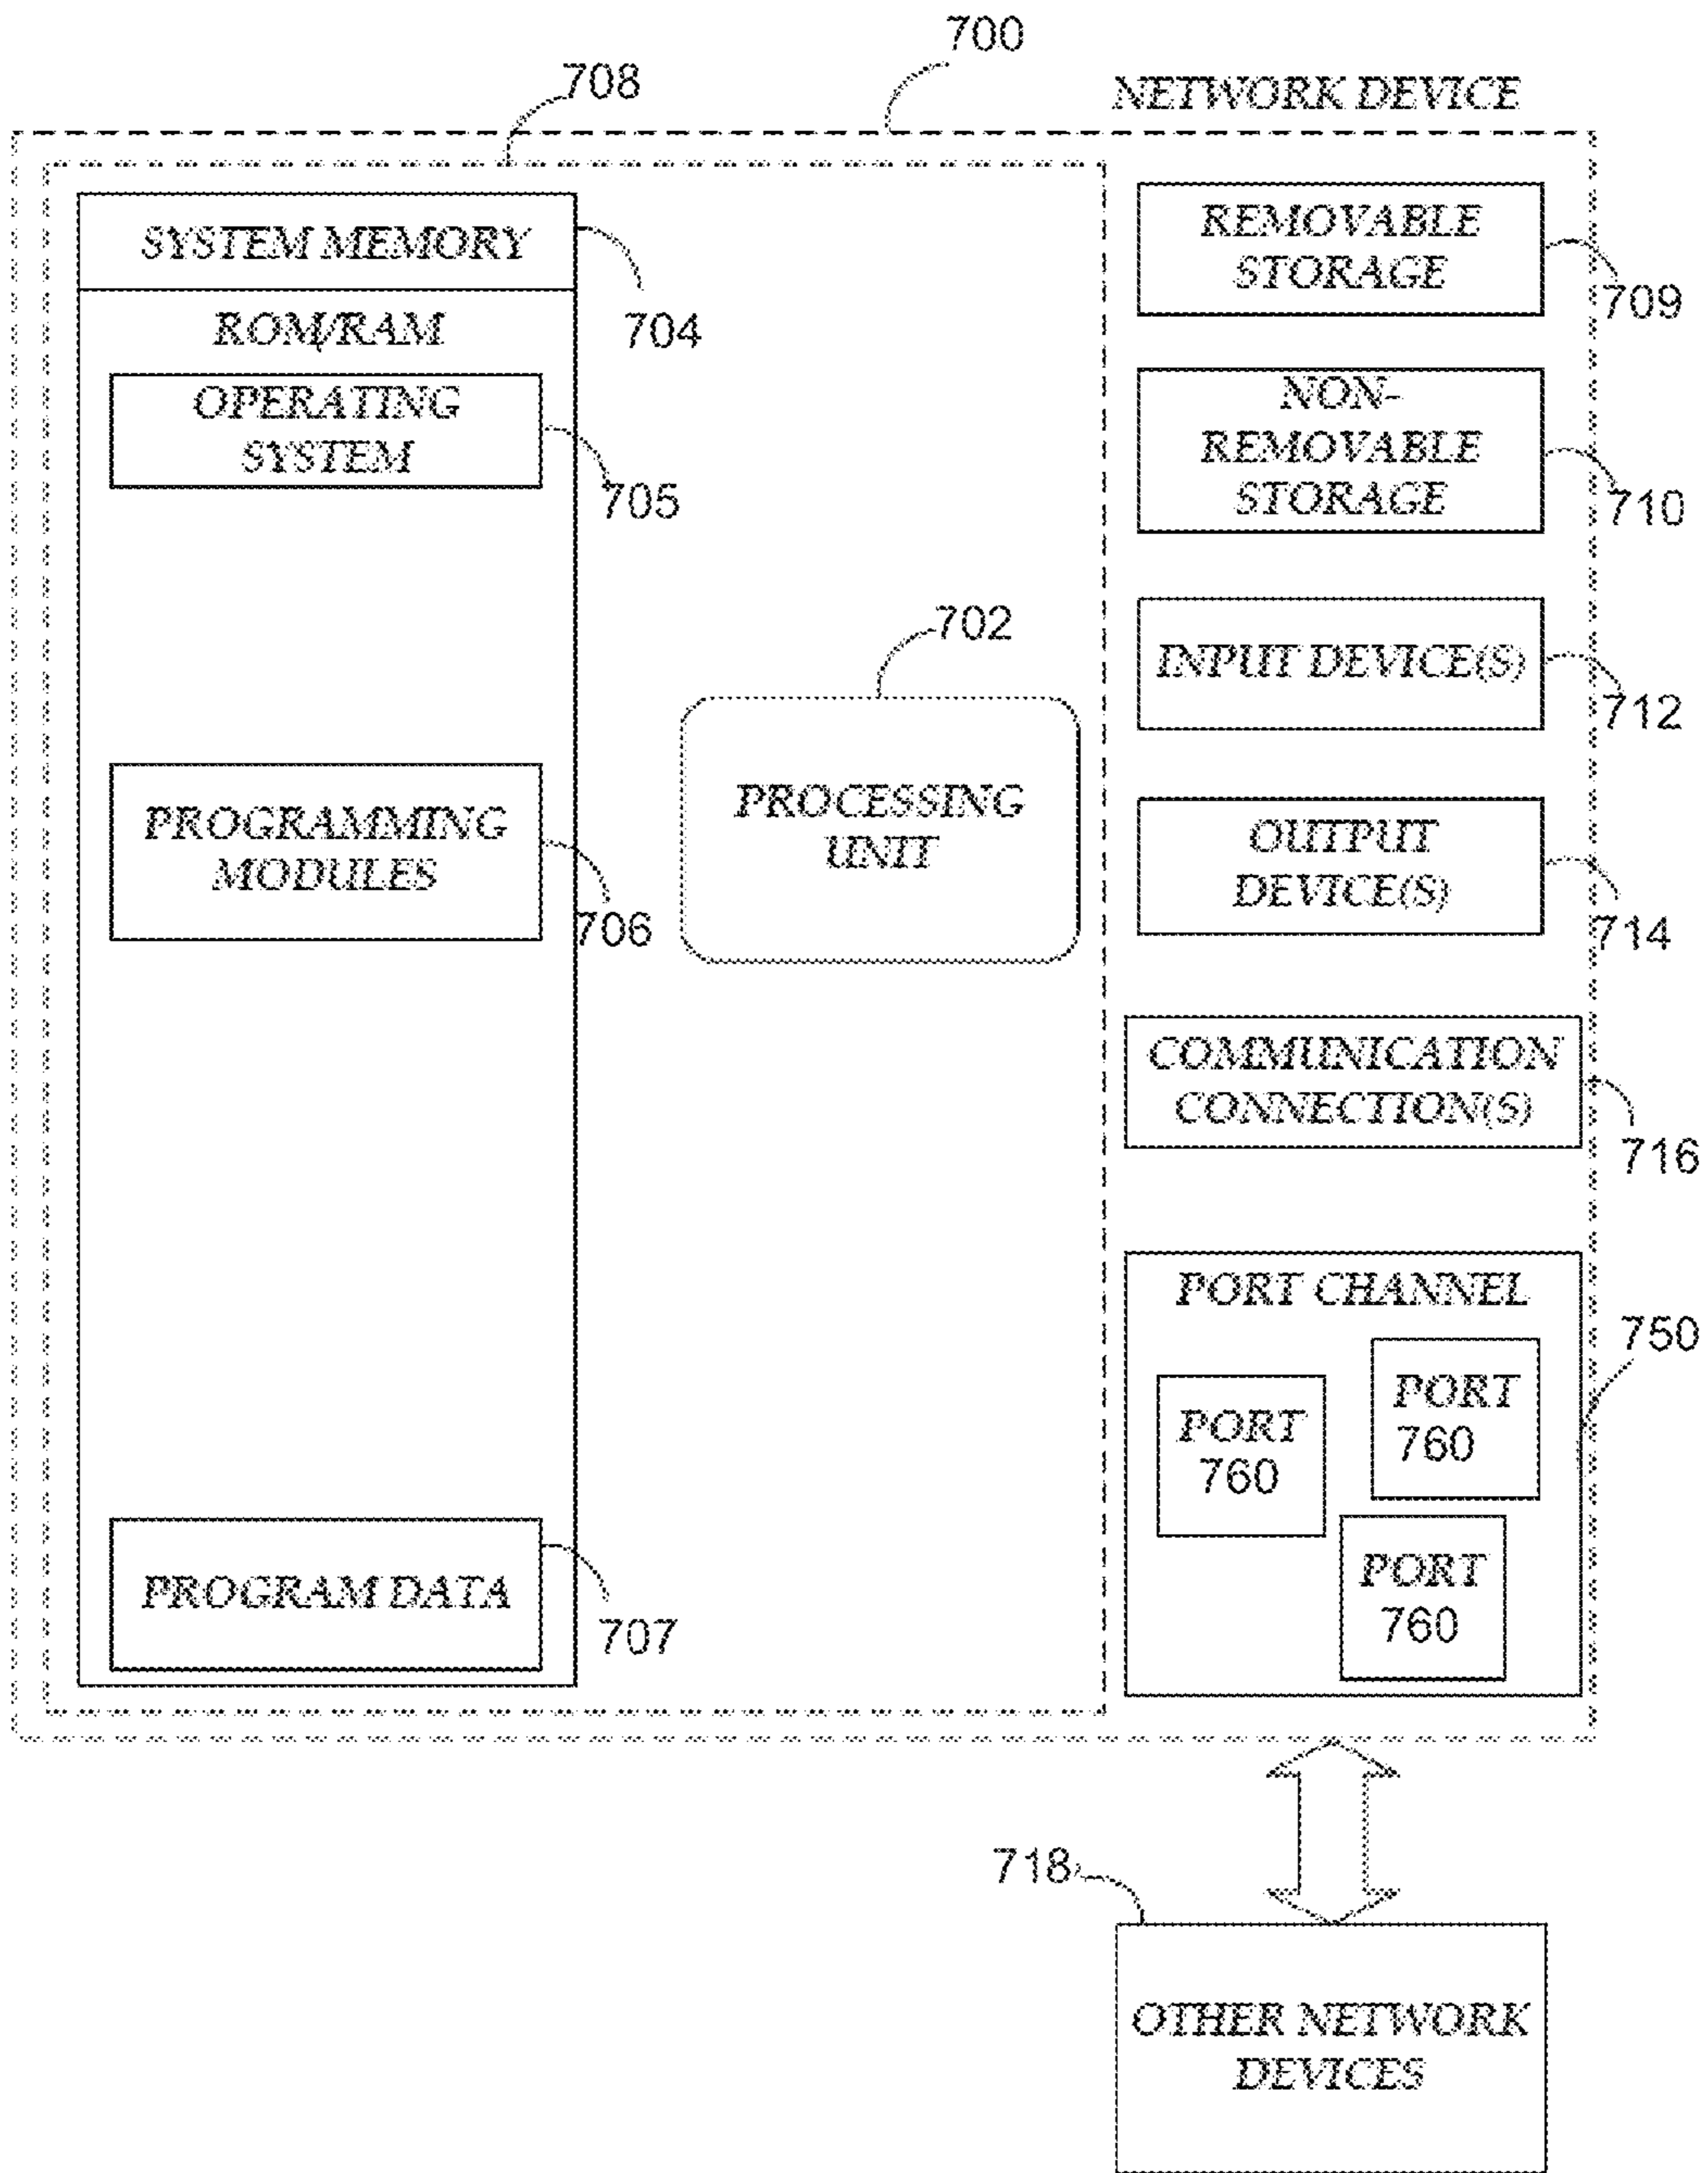 700
708
NETWORK DEVICE
SYSTEM MEMORY
704
ROM/RAM
OPERATING
SYSTEM
705
PROGRAMMING
MODULES
706
PROGRAM DATA
707
702
PROCESSING
UNIT
REMOVABLE
STORAGE
709
NON-
REMOVABLE
STORAGE
710
INPUT DEVICE(S)
712
OUTPUT
DEVICE(S)
714
COMMUNICATION
CONNECTION(S)
716
PORT CHANNEL
750
PORT
760
PORT
760
PORT
760
718
OTHER NETWORK
DEVICES